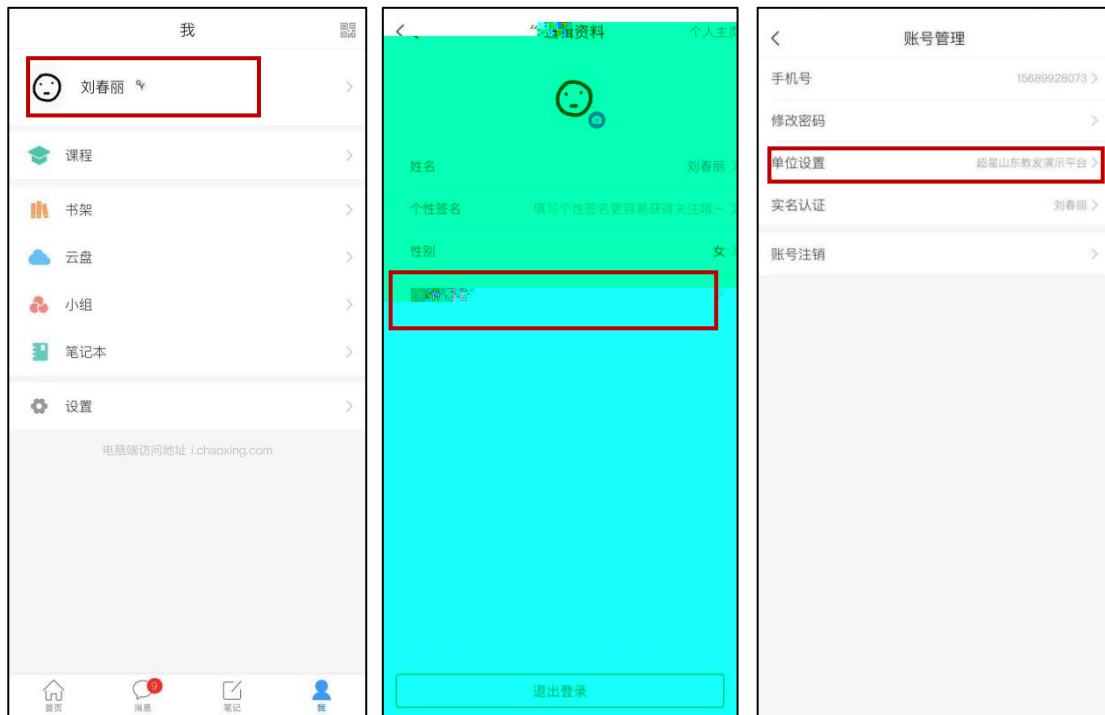 我
刘春丽
课程
书架
云盘
小组
笔记本
设置
电脑端访问地址 i.chaoxing.com
首页
9
消息
笔记
我
编辑资料
个人主页
姓名
刘春丽
个性签名
填写个性签名更容易获得关注哦~
性别
女
退出登录
账号管理
手机号
15689928073
修改密码
单位设置
超星山东教发演示平台
实名认证
刘春丽
账号注销